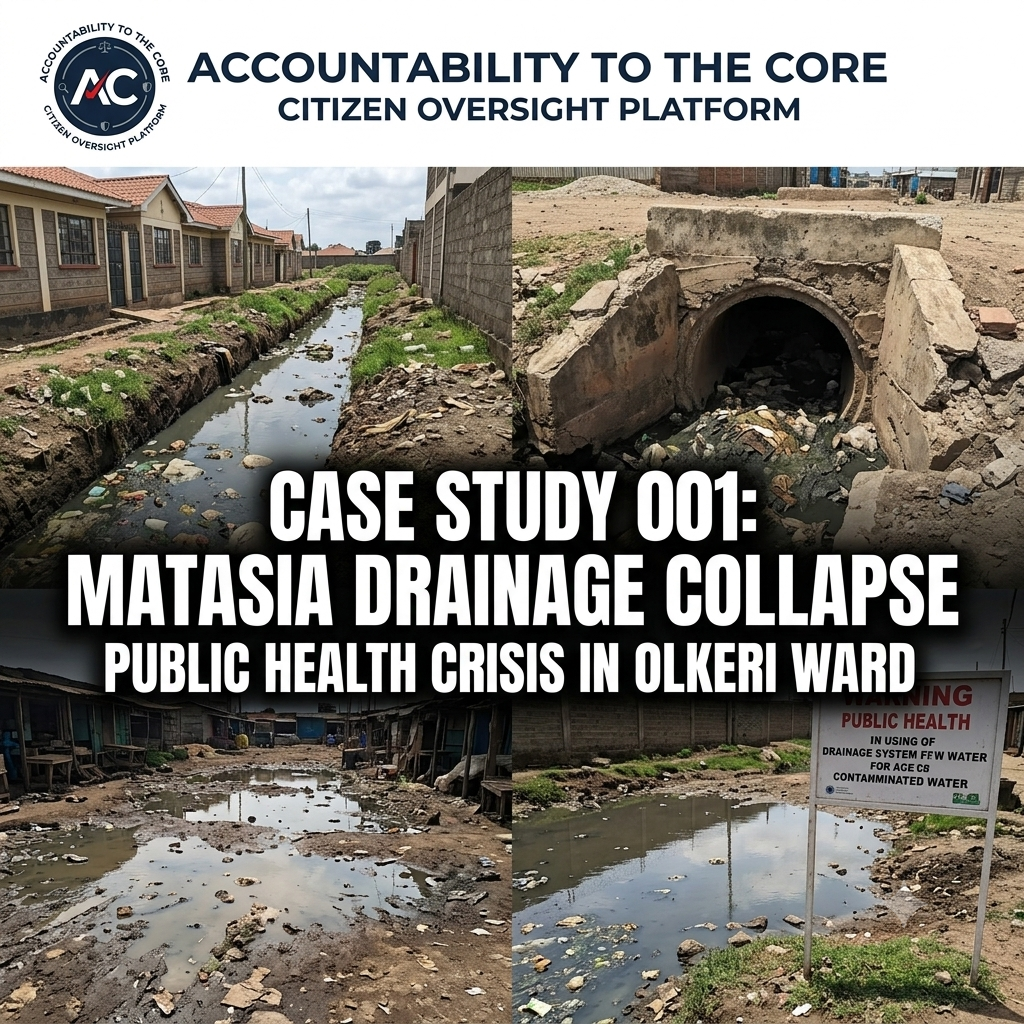 ACCOUNTABILITY TO THE CORE
AC
CITIZEN OVERSIGHT PLATFORM
ACCOUNTABILITY TO THE CORE
CITIZEN OVERSIGHT PLATFORM
CASE STUDY 001:
MATASIA DRAINAGE COLLAPSE
PUBLIC HEALTH CRISIS IN OLKERI WARD
WARNING
PUBLIC HEALTH
IN USING OF
DRAINAGE SYSTEM FEW WATER
FOR AGE C8
CONTAMMINATED WATER